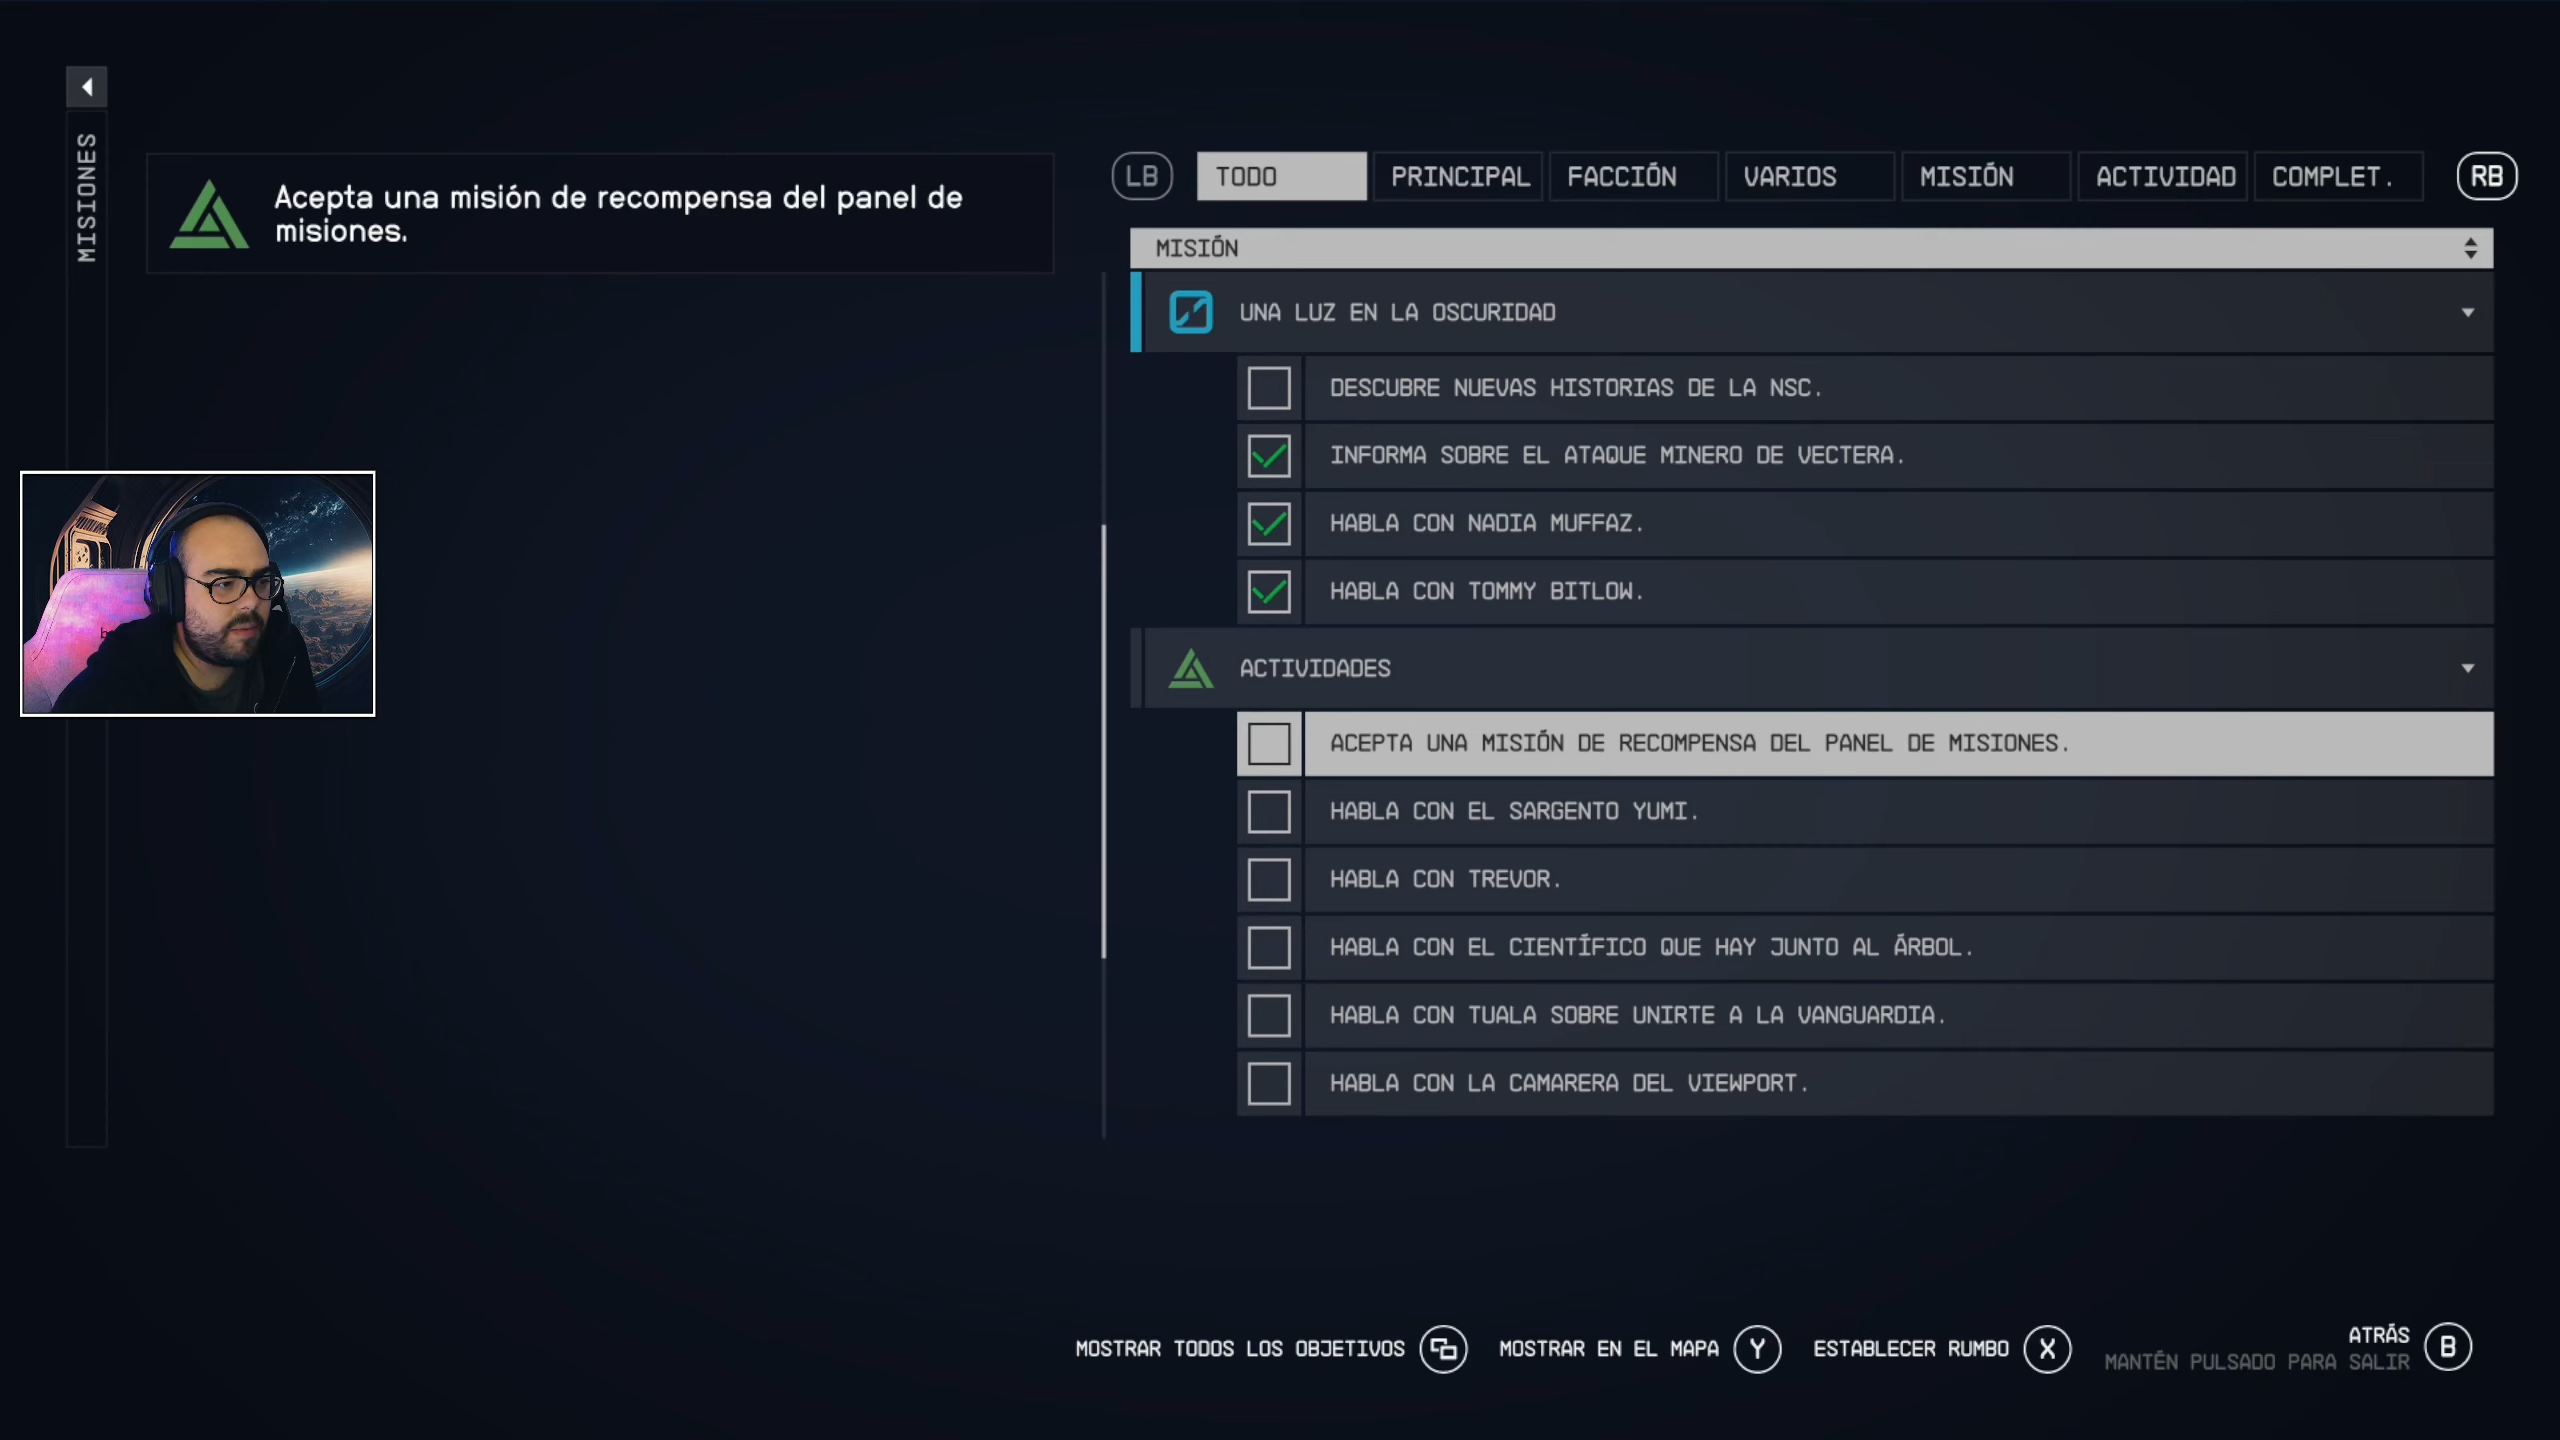 MISIONES
Acepta una misión de recompensa del panel de
misiones.
LB
TODO
PRINCIPAL
FACCIÓN
VARIOS
MISIÓN
ACTIVIDAD
COMPLET.
RB
MISIÓN
UNA LUZ EN LA OSCURIDAD
DESCUBRE NUEVAS HISTORIAS DE LA NSC.
INFORMA SOBRE EL ATAQUE MINERO DE VECTERA.
HABLA CON NADIA MUFFAZ.
HABLA CON TOMMY BITLOW.
ACTIVIDADES
ACEPTA UNA MISIÓN DE RECOMPENSA DEL PANEL DE MISIONES.
HABLA CON EL SARGENTO YUMI.
HABLA CON TREVOR.
HABLA CON EL CIENTÍFICO QUE HAY JUNTO AL ÁRBOL.
HABLA CON TUALA SOBRE UNIRTE A LA VANGUARDIA.
HABLA CON LA CAMARERA DEL VIEWPORT.
MOSTRAR TODOS LOS OBJETIVOS
MOSTRAR EN EL MAPA Y
ESTABLECER RUMBO X
ATRÁS B
MANTÉN PULSADO PARA SALIR